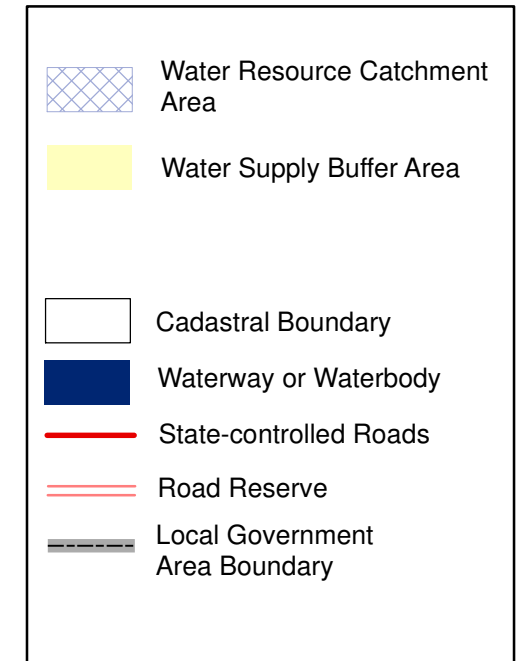 Water Resource Catchment
Area
Water Supply Buffer Area
Cadastral Boundary
Waterway or Waterbody
State-controlled Roads
Road Reserve
Local Government
Area Boundary